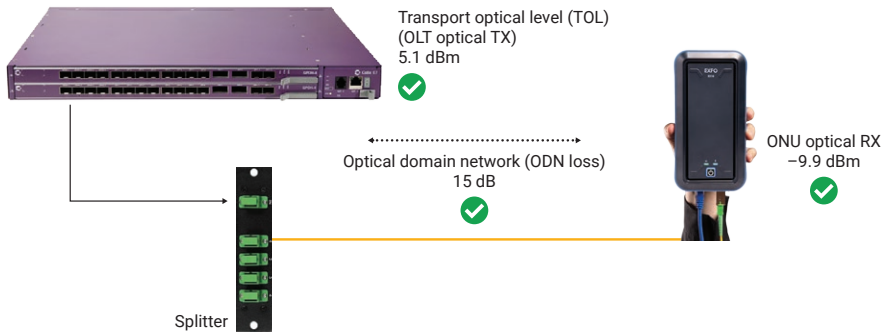 Transport optical level (TOL)
(OLT optical TX)
5.1 dBm
EXFO
ONU optical RX
–9.9 dBm
Optical domain network (ODN loss)
15 dB
Splitter